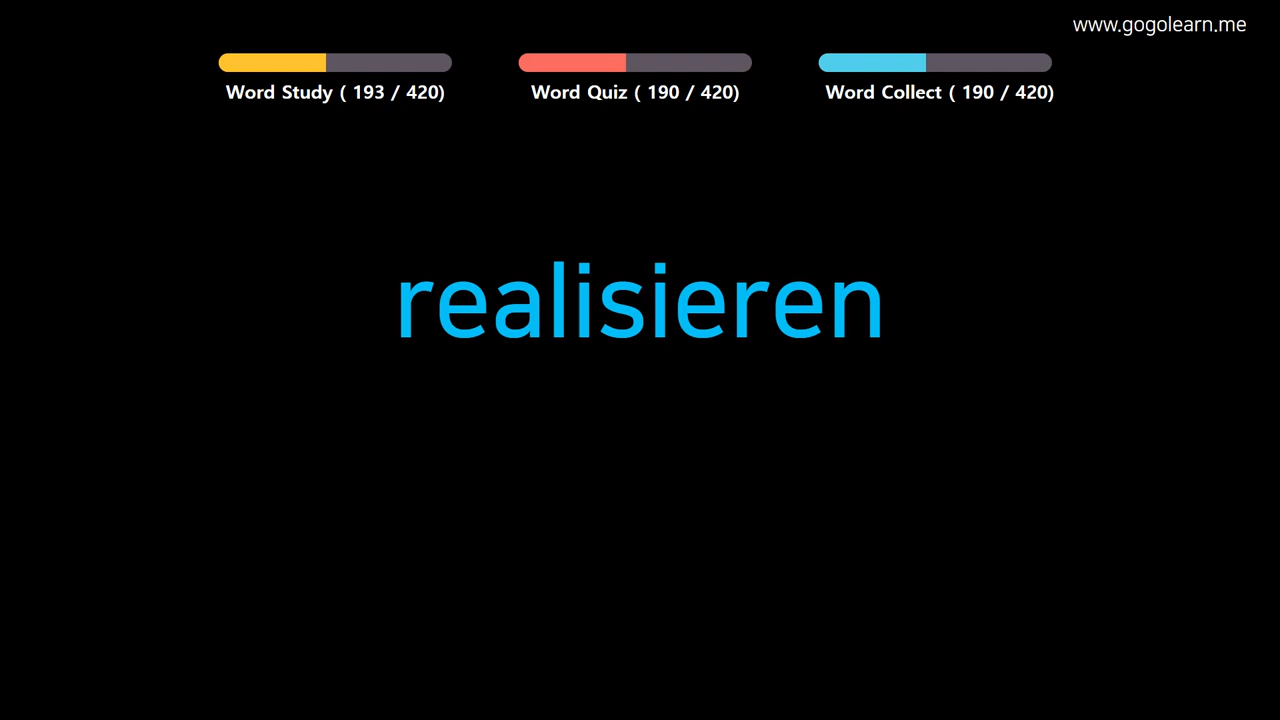 www.gogolearn.me
Word Study ( 193 / 420)
Word Quiz ( 190 / 420)
Word Collect ( 190 / 420)
realisieren